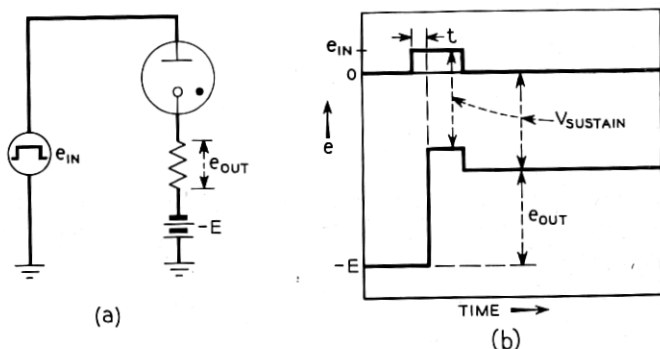 e_IN
e_OUT
-E
(a)
e_IN
0
t
V_SUSTAIN
e
e_OUT
-E
TIME
(b)